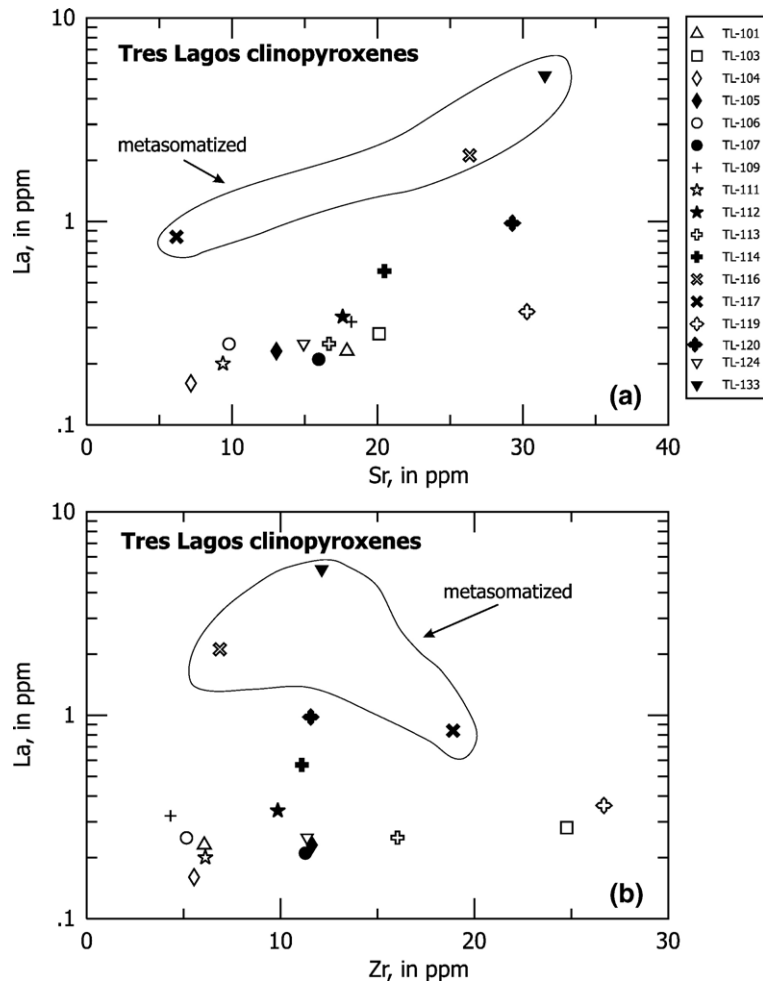 10
Tres Lagos clinopyroxenes
metasomatized
1
La, in ppm
.1
(a)
0 10 20 30 40
Sr, in ppm
TL-101
TL-103
TL-104
TL-105
TL-106
TL-107
TL-109
TL-111
TL-112
TL-113
TL-114
TL-116
TL-117
TL-119
TL-120
TL-124
TL-133
10
Tres Lagos clinopyroxenes
metasomatized
1
La, in ppm
.1
(b)
0 10 20 30
Zr, in ppm